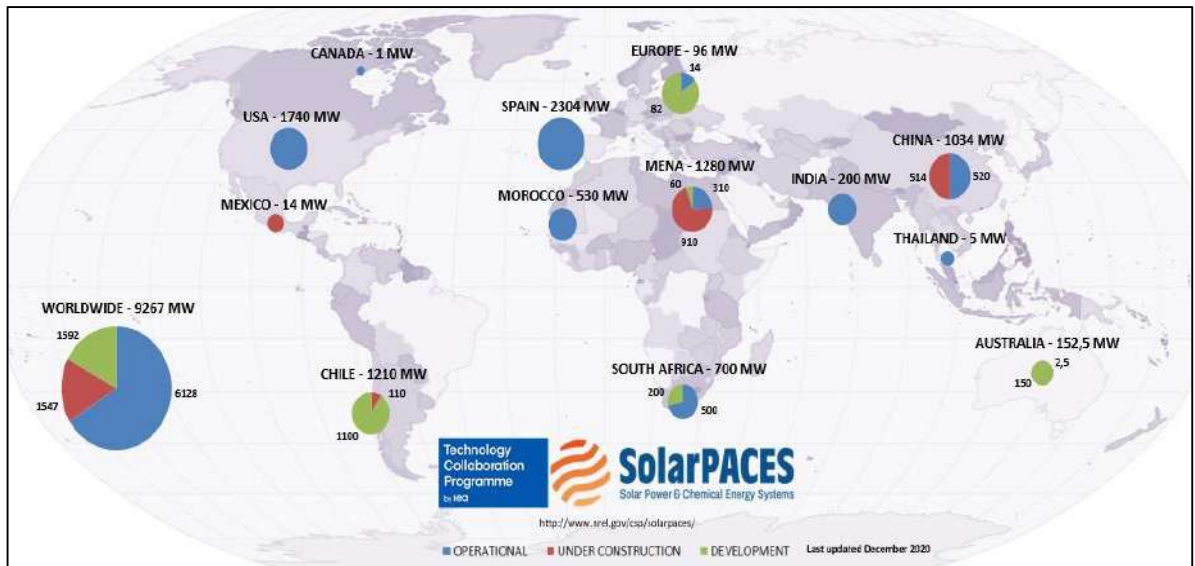 CANADA - 1 MW
EUROPE - 96 MW
14
82
USA - 1740 MW
SPAIN - 2304 MW
CHINA - 1034 MW
514
520
MENA - 1280 MW
60
310
910
INDIA - 200 MW
MOROCCO - 530 MW
MEXICO - 14 MW
THAILAND - 5 MW
WORLDWIDE - 9267 MW
1592
1547
6128
CHILE - 1210 MW
110
1100
SOUTH AFRICA - 700 MW
200
500
AUSTRALIA - 152,5 MW
2,5
150
Technology
Collaboration
Programme
by iea
SolarPACES
Solar Power & Chemical Energy Systems
http://www.nrel.gov/csp/solarpaces/
OPERATIONAL UNDER CONSTRUCTION DEVELOPMENT Last updated December 2020